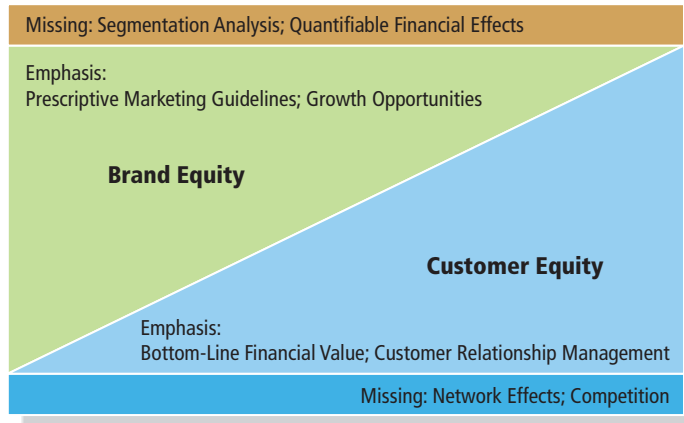 Missing: Segmentation Analysis; Quantifiable Financial Effects
Emphasis:
Prescriptive Marketing Guidelines; Growth Opportunities
Brand Equity
Customer Equity
Emphasis:
Bottom-Line Financial Value; Customer Relationship Management
Missing: Network Effects; Competition